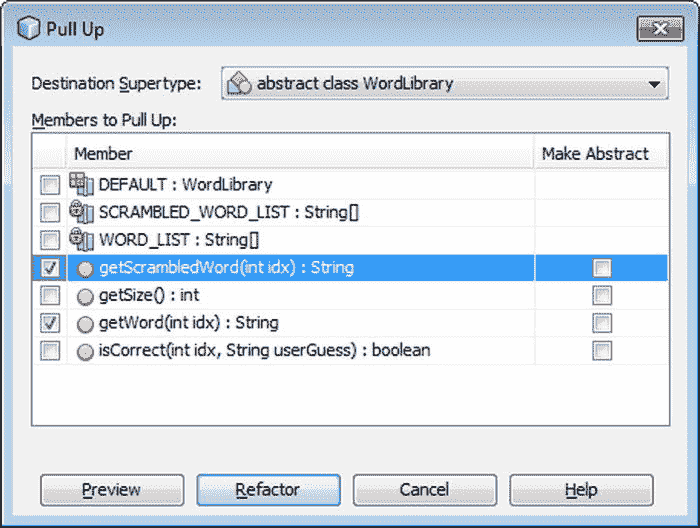 Pull Up
Destination Supertype: abstract class WordLibrary
Members to Pull Up:
Member Make Abstract
DEFAULT : WordLibrary
SCRAMBLED_WORD_LIST : String[]
WORD_LIST : String[]
getScrambledWord(int idx) : String
getSize() : int
getWord(int idx) : String
isCorrect(int idx, String userGuess) : boolean
Preview Refactor Cancel Help